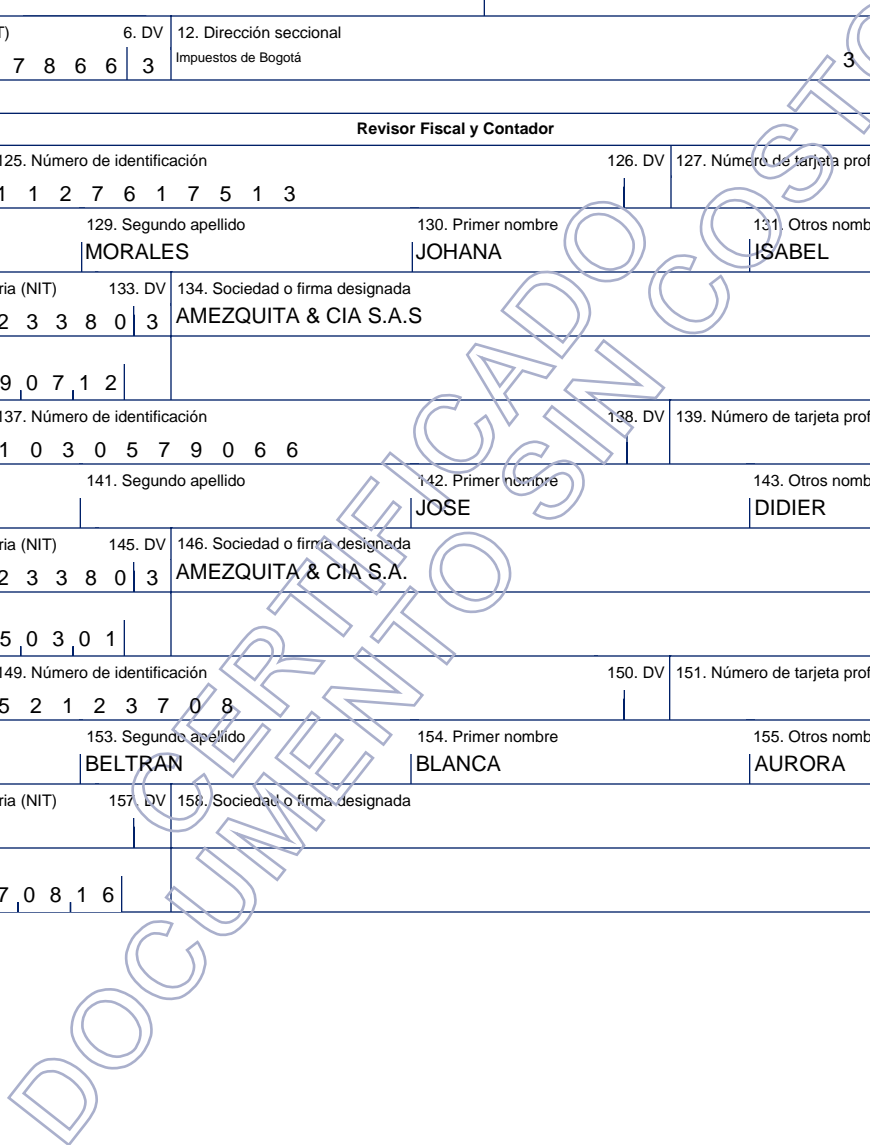 T) 6. DV 12. Dirección seccional
7 8 6 6 3 Impuestos de Bogotá 3
Revisor Fiscal y Contador
125. Número de identificación 126. DV 127. Número de tarjeta prof
1 1 2 7 6 1 7 5 1 3
129. Segundo apellido 130. Primer nombre 131. Otros nomb
MORALES JOHANA ISABEL
ria (NIT) 133. DV 134. Sociedad o firma designada
2 3 3 8 0 3 AMEZQUITA & CIA S.A.S
9 0 7 1 2
137. Número de identificación 138. DV 139. Número de tarjeta prof
1 0 3 0 5 7 9 0 6 6
141. Segundo apellido 142. Primer nombre 143. Otros nomb
JOSE DIDIER
ria (NIT) 145. DV 146. Sociedad o firma designada
2 3 3 8 0 3 AMEZQUITA & CIA S.A.
5 0 3 0 1
149. Número de identificación 150. DV 151. Número de tarjeta prof
5 2 1 2 3 7 0 8
153. Segundo apellido 154. Primer nombre 155. Otros nomb
BELTRAN BLANCA AURORA
ria (NIT) 157. DV 158. Sociedad o firma designada
7 0 8 1 6
CERTIFICADO
DOCUMENTO SIN COSTO